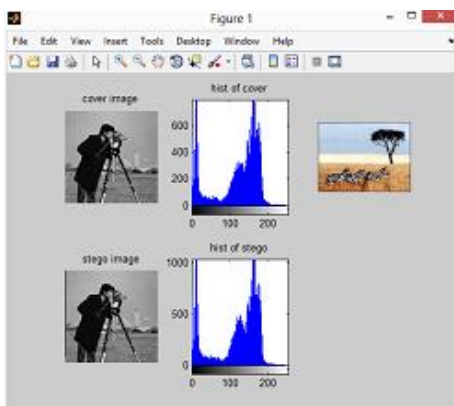 Figure 1
File Edit View Insert Tools Desktop Window Help
cover image
hist of cover
600
400
200
0
0 100 200
stego image
hist of stego
1000
500
0
0 100 200